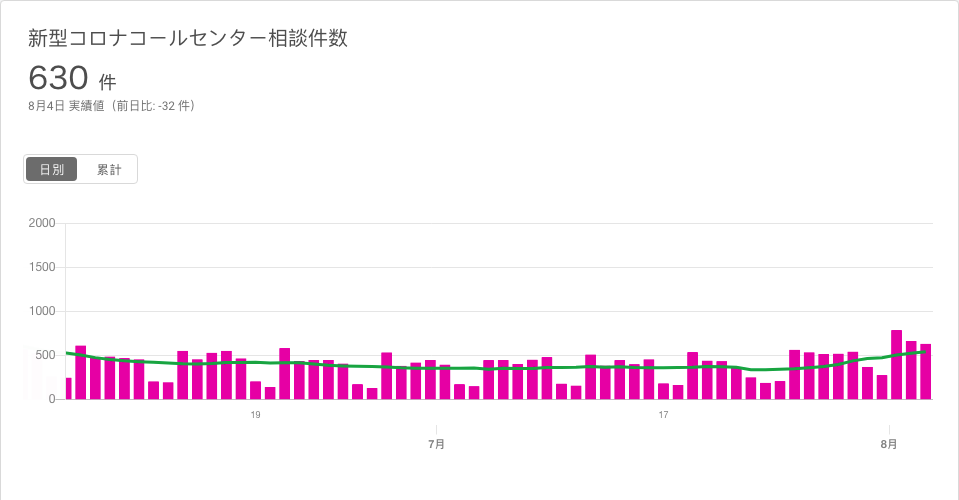 新型コロナコールセンター相談件数
630 件
8月4日 実績値（前日比: -32 件）
日別 累計
2000
1500
1000
500
0
19 17
7月 8月